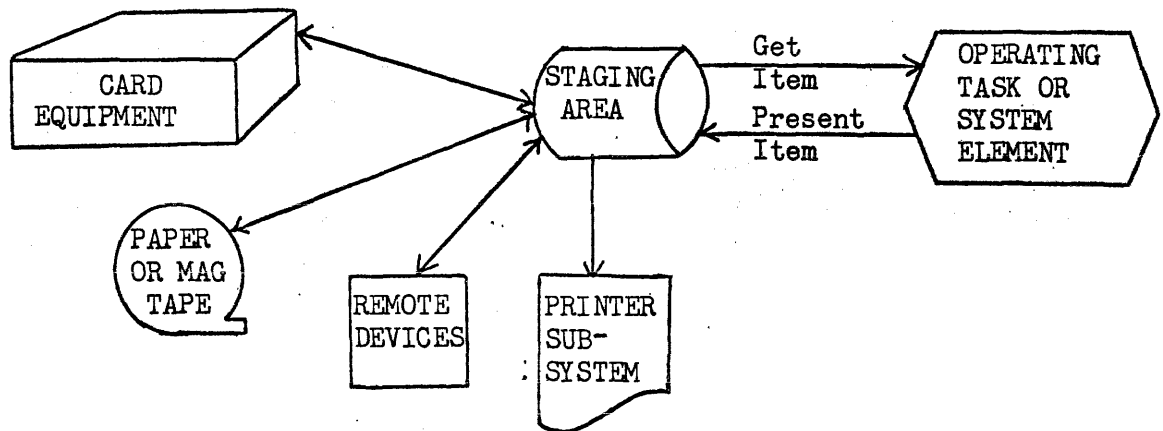 CARD
EQUIPMENT
STAGING
AREA
Get
Item
Present
Item
OPERATING
TASK OR
SYSTEM
ELEMENT
PAPER
OR MAG
TAPE
REMOTE
DEVICES
PRINTER
SUB-
SYSTEM